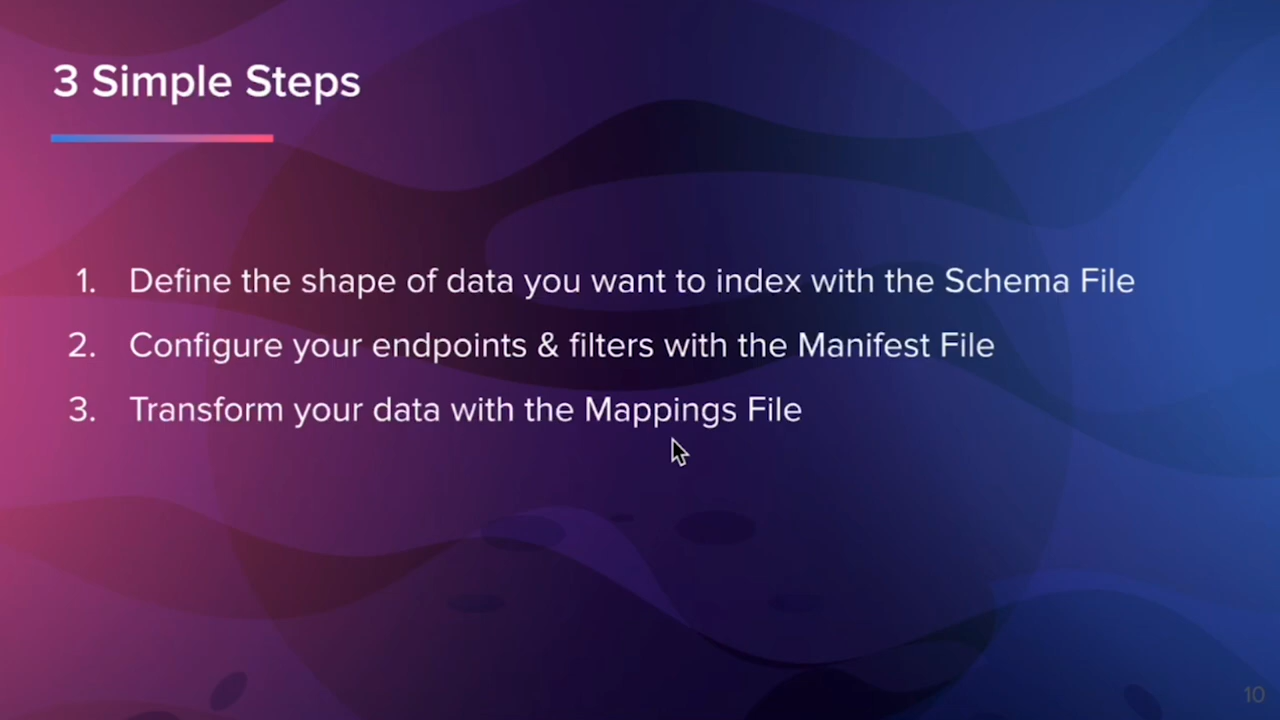 3 Simple Steps
1. Define the shape of data you want to index with the Schema File
2. Configure your endpoints & filters with the Manifest File
3. Transform your data with the Mappings File
10